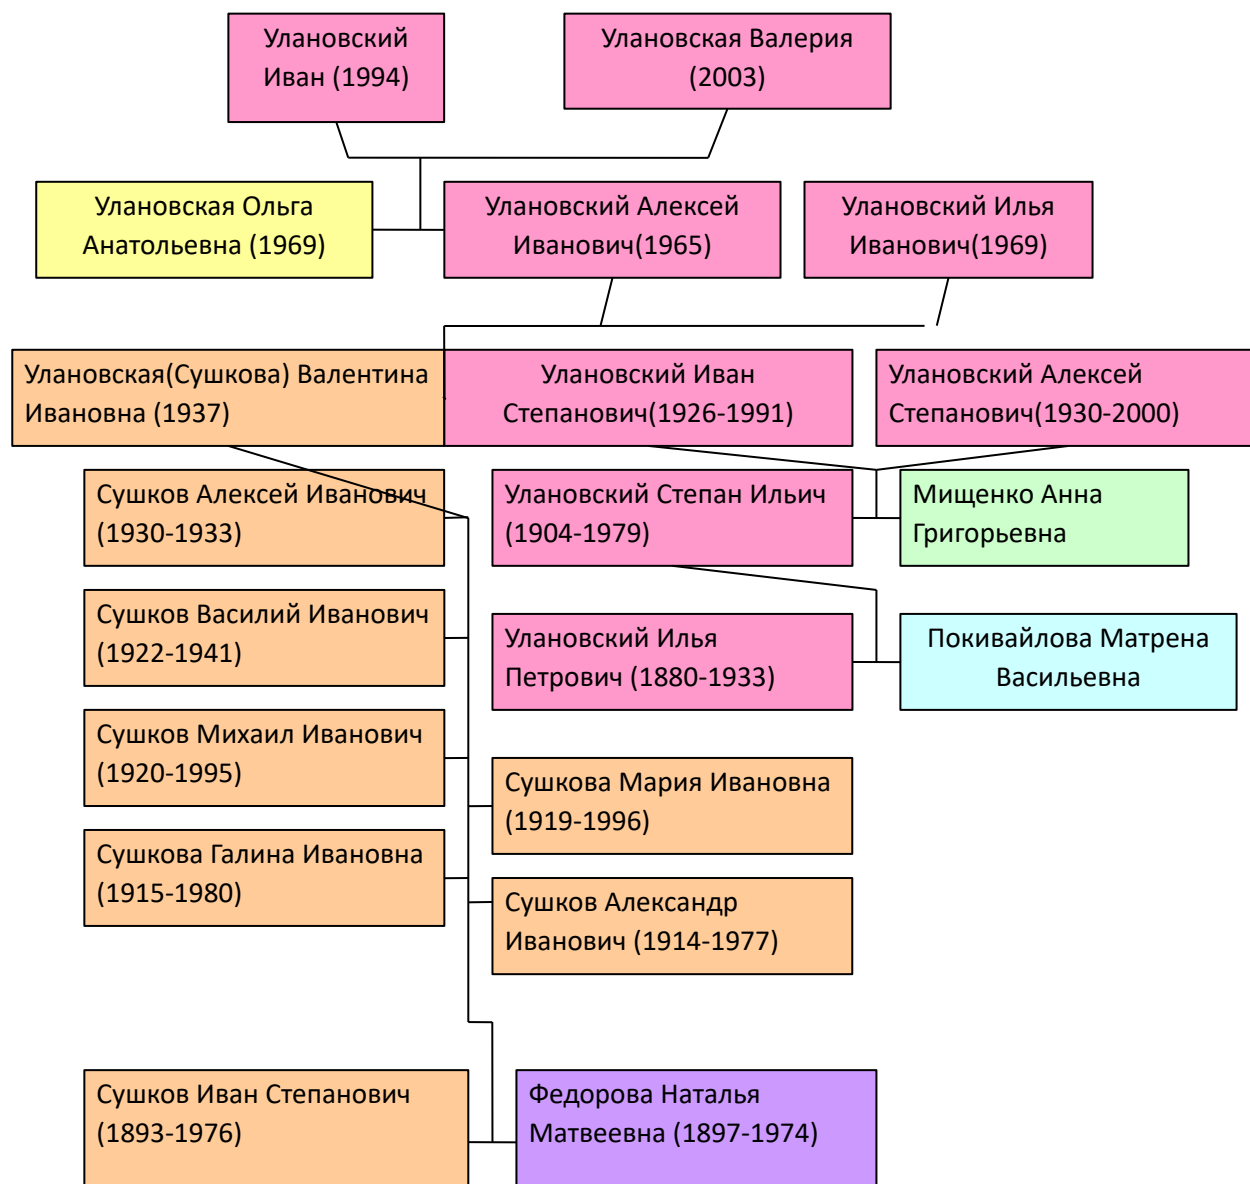 Улановский
Иван (1994)
Улановская Валерия
(2003)
Улановская Ольга
Анатольевна (1969)
Улановский Алексей
Иванович(1965)
Улановский Илья
Иванович(1969)
Улановская(Сушкова) Валентина
Ивановна (1937)
Улановский Иван
Степанович(1926-1991)
Улановский Алексей
Степанович(1930-2000)
Сушков Алексей Иванович
(1930-1933)
Улановский Степан Ильич
(1904-1979)
Мищенко Анна
Григорьевна
Сушков Василий Иванович
(1922-1941)
Улановский Илья
Петрович (1880-1933)
Покивайлова Матрена
Васильевна
Сушков Михаил Иванович
(1920-1995)
Сушкова Мария Ивановна
(1919-1996)
Сушкова Галина Ивановна
(1915-1980)
Сушков Александр
Иванович (1914-1977)
Сушков Иван Степанович
(1893-1976)
Федорова Наталья
Матвеевна (1897-1974)